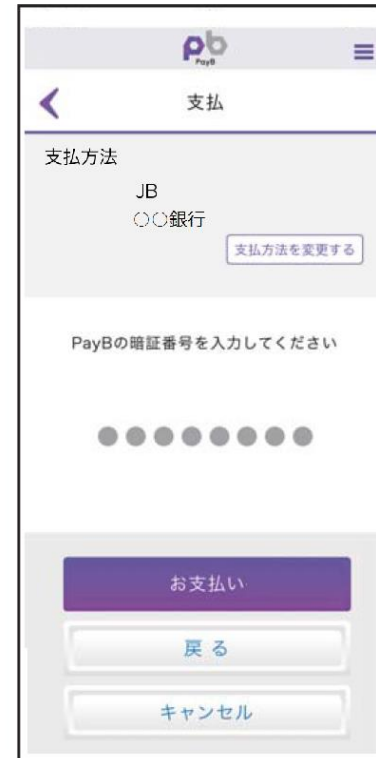 pb
PayB
支払
支払方法
JB
○○銀行
支払方法を変更する
PayBの暗証番号を入力してください
お支払い
戻る
キャンセル